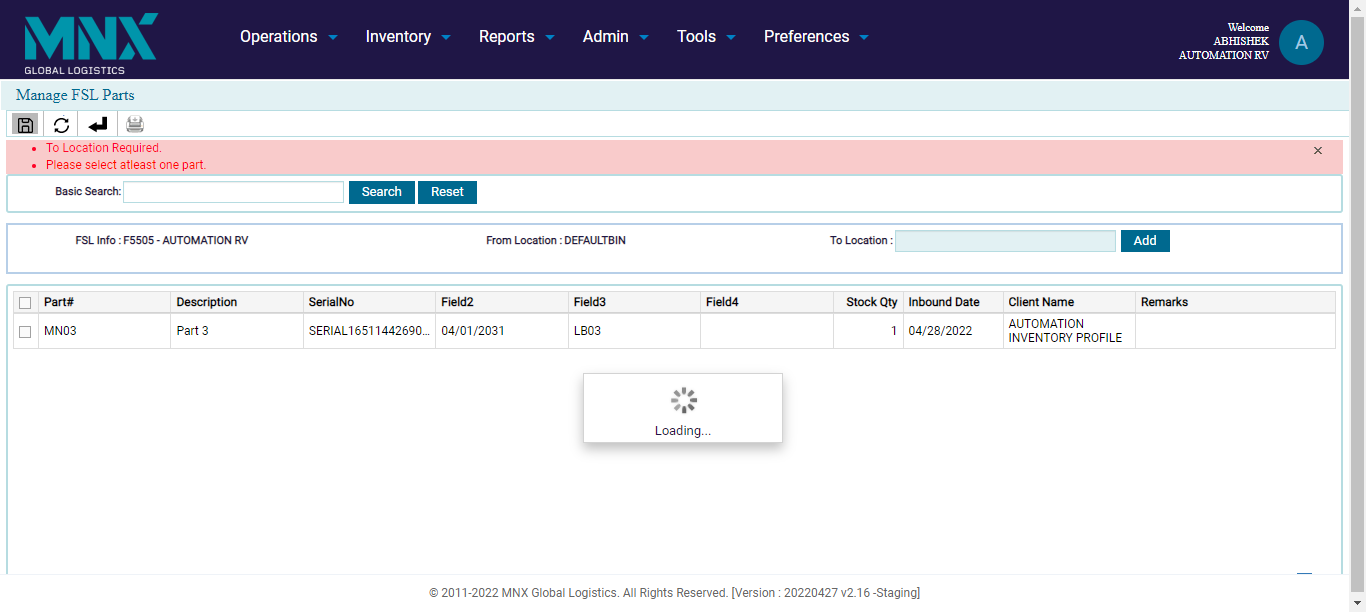 MNX
GLOBAL LOGISTICS
Operations Inventory Reports Admin Tools Preferences
Welcome
ABHISHEK
AUTOMATION RV
A
Manage FSL Parts
To Location Required.
Please select atleast one part.
×
Basic Search: Search Reset
FSL Info : F5505 - AUTOMATION RV From Location : DEFAULTBIN To Location : Add
Part# Description SerialNo Field2 Field3 Field4 Stock Qty Inbound Date Client Name Remarks
MN03 Part 3 SERIAL16511442690... 04/01/2031 LB03 1 04/28/2022 AUTOMATION
INVENTORY PROFILE
Loading...
© 2011-2022 MNX Global Logistics. All Rights Reserved. [Version : 20220427 v2.16 -Staging]